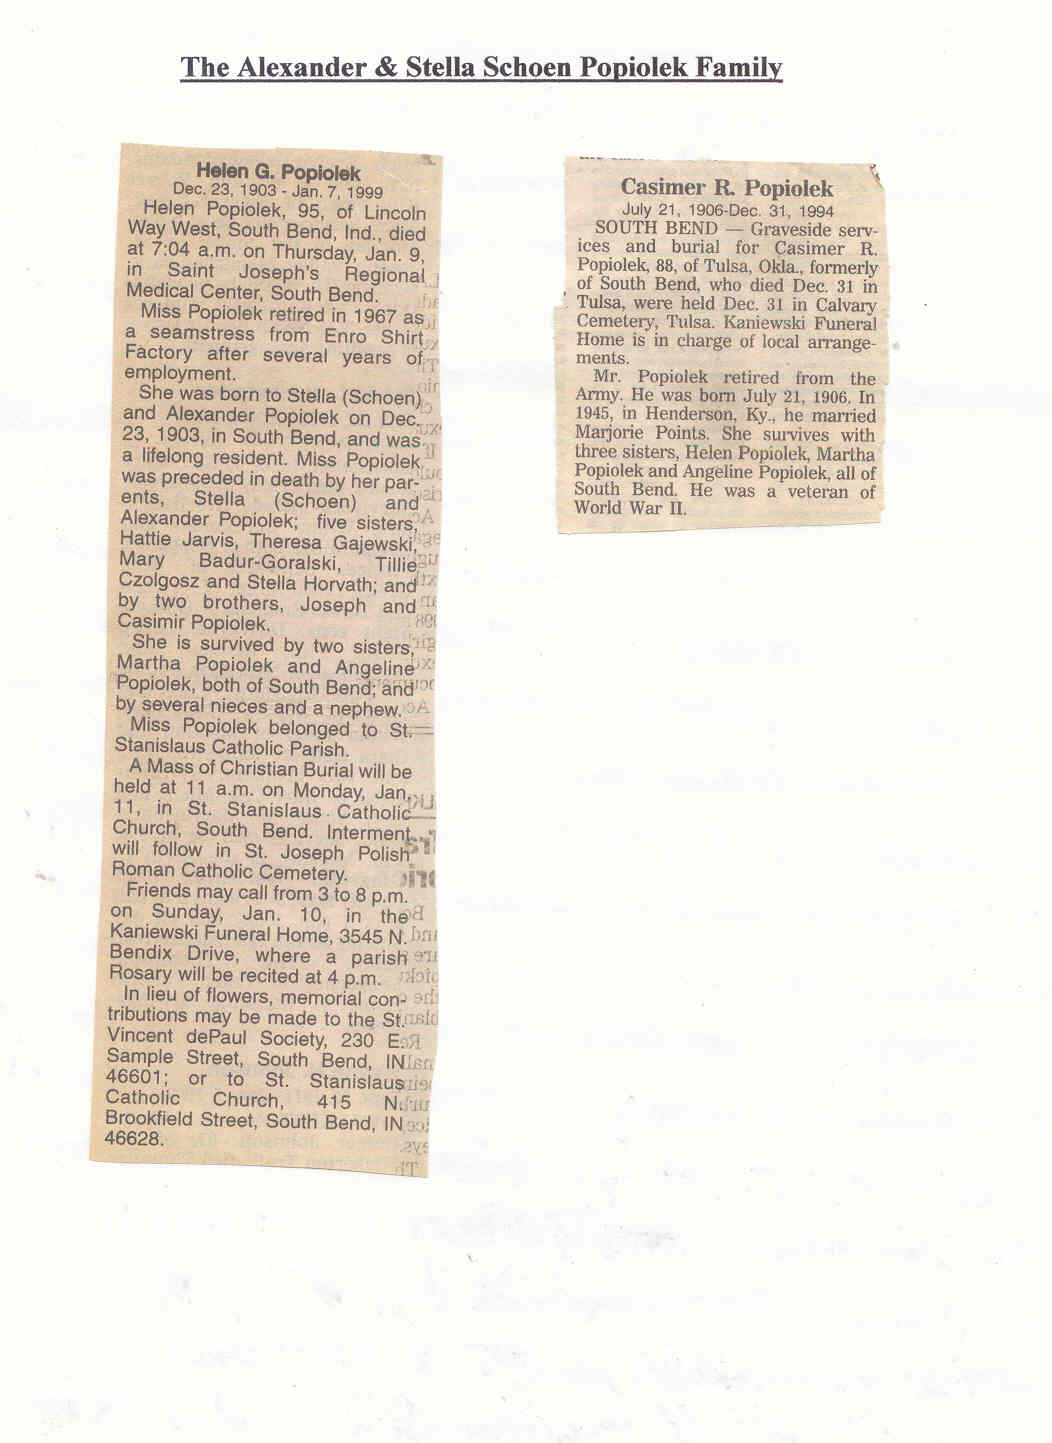 The Alexander & Stella Schoen Popiolek Family
Helen G. Popiolek
Dec. 23, 1903 - Jan. 7, 1999
Helen Popiolek, 95, of Lincoln
Way West, South Bend, Ind., died
at 7:04 a.m. on Thursday, Jan. 9,
in Saint Joseph's Regional
Medical Center, South Bend.
Miss Popiolek retired in 1967 as
a seamstress from Enro Shirt
Factory after several years of
employment.
She was born to Stella (Schoen)
and Alexander Popiolek on Dec.
23, 1903, in South Bend, and was
a lifelong resident. Miss Popiolek
was preceded in death by her par-
ents, Stella (Schoen) and
Alexander Popiolek; five sisters,
Hattie Jarvis, Theresa Gajewski,
Mary Badur-Goralski, Tillie
Czolgosz and Stella Horvath; and
by two brothers, Joseph and
Casimir Popiolek.
She is survived by two sisters,
Martha Popiolek and Angeline
Popiolek, both of South Bend; and
by several nieces and a nephew.
Miss Popiolek belonged to St.
Stanislaus Catholic Parish.
A Mass of Christian Burial will be
held at 11 a.m. on Monday, Jan.
11, in St. Stanislaus Catholic
Church, South Bend. Interment
will follow in St. Joseph Polish
Roman Catholic Cemetery.
Friends may call from 3 to 8 p.m.
on Sunday, Jan. 10, in the
Kaniewski Funeral Home, 3545 N.
Bendix Drive, where a parish
Rosary will be recited at 4 p.m.
In lieu of flowers, memorial con-
tributions may be made to the St.
Vincent dePaul Society, 230 E.
Sample Street, South Bend, IN
46601; or to St. Stanislaus
Catholic Church, 415 N.
Brookfield Street, South Bend, IN
46628.
Casimer R. Popiolek
July 21, 1906-Dec. 31, 1994
SOUTH BEND — Graveside serv-
ices and burial for Casimer R.
Popiolek, 88, of Tulsa, Okla., formerly
of South Bend, who died Dec. 31 in
Tulsa, were held Dec. 31 in Calvary
Cemetery, Tulsa. Kaniewski Funeral
Home is in charge of local arrange-
ments.
Mr. Popiolek retired from the
Army. He was born July 21, 1906. In
1945, in Henderson, Ky., he married
Marjorie Points. She survives with
three sisters, Helen Popiolek, Martha
Popiolek and Angeline Popiolek, all of
South Bend. He was a veteran of
World War II.